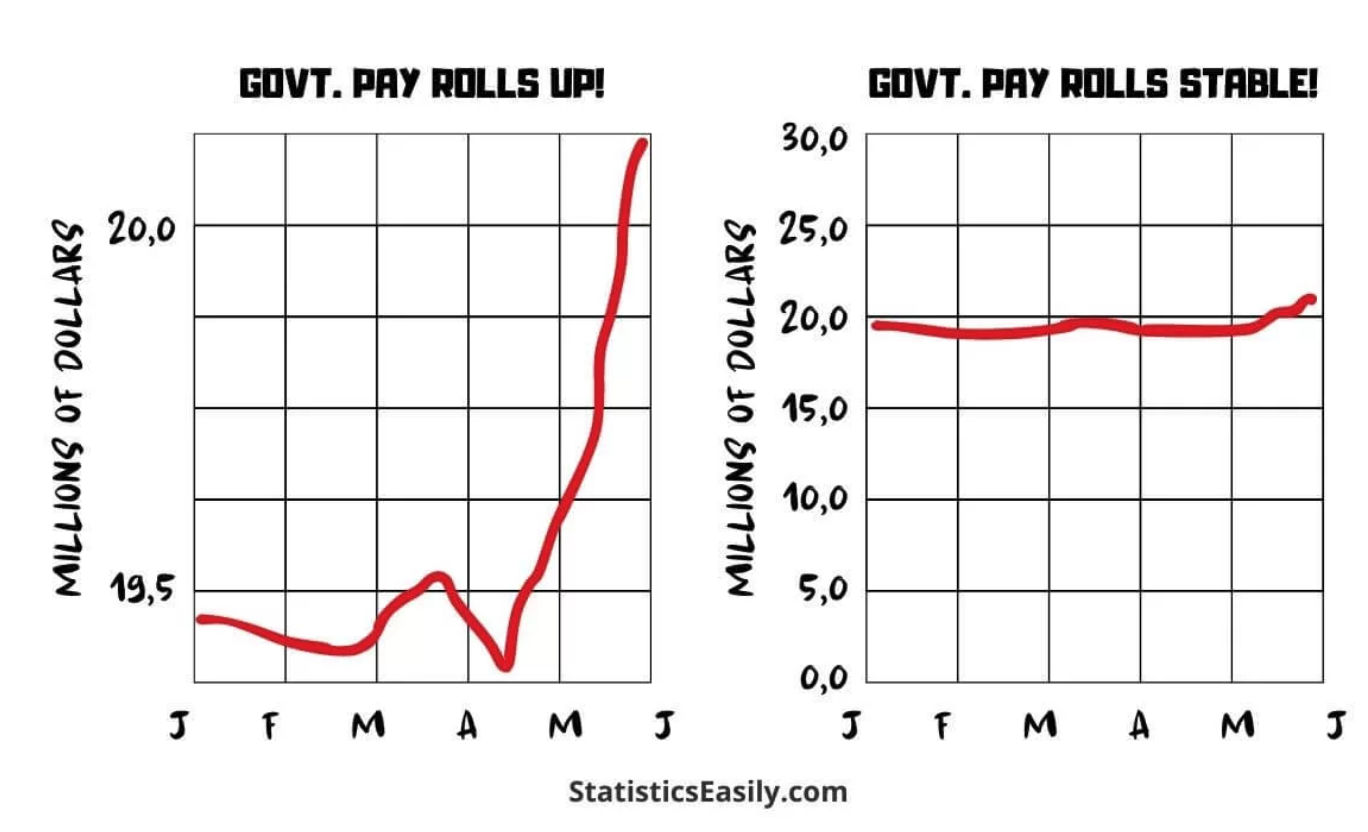 GOVT. PAY ROLLS UP!
MILLIONS OF DOLLARS
20,0
19,5
J F M A M J
GOVT. PAY ROLLS STABLE!
MILLIONS OF DOLLARS
30,0
25,0
20,0
15,0
10,0
5,0
0,0
J F M A M J
StatisticsEasily.com